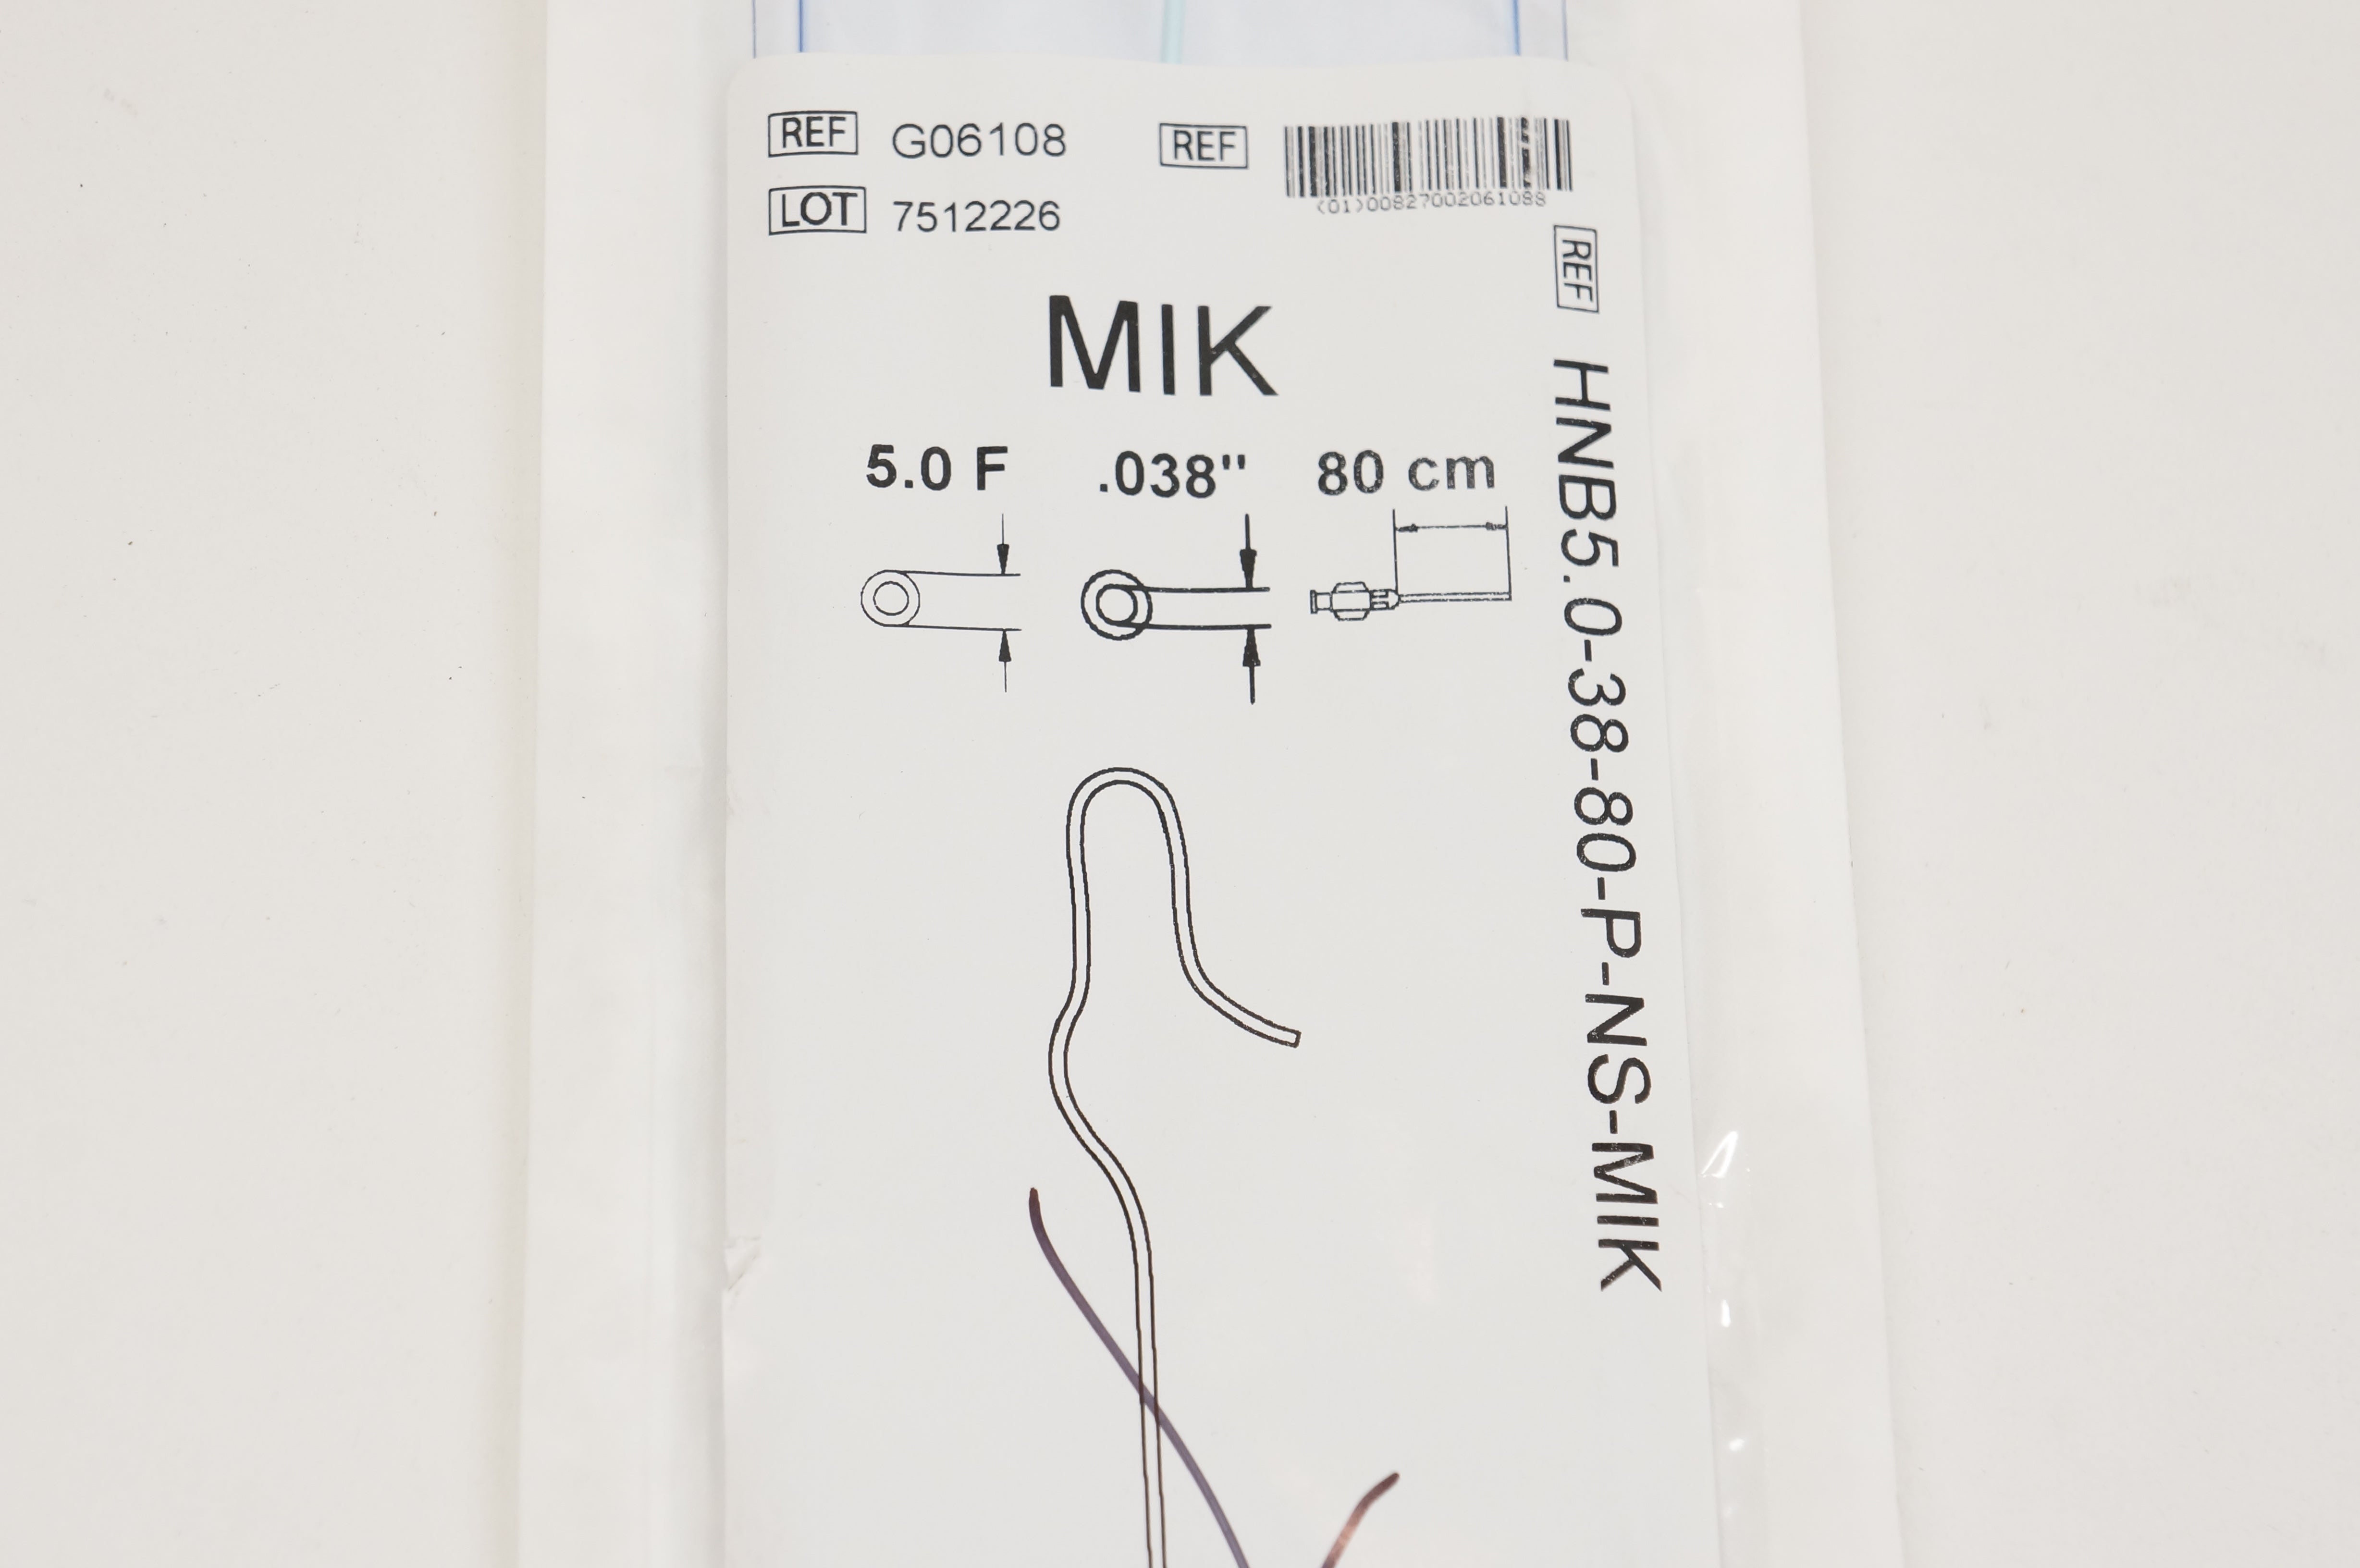 REF G06108 REF
(01)00827002061088
LOT 7512226
MIK
5.0 F .038" 80 cm
REF HNB5.0-38-80-P-NS-MIK